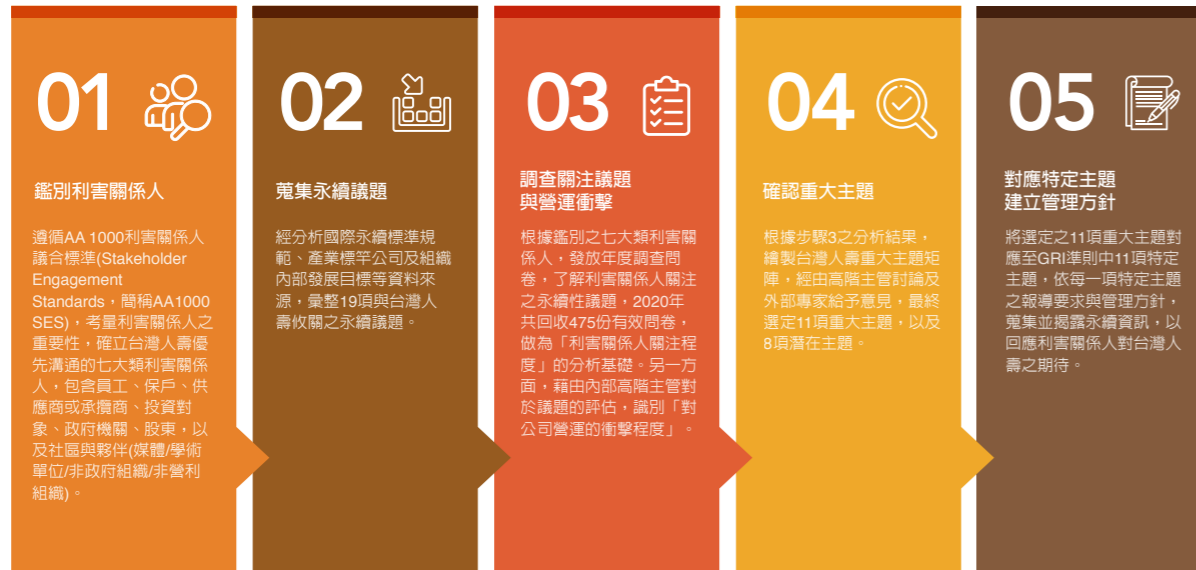 01
鑑別利害關係人
遵循AA 1000利害關係人
議合標準(Stakeholder
Engagement
Standards,簡稱AA1000
SES),考量利害關係人之
重要性,確立台灣人壽優
先溝通的七大類利害關係
人,包含員工、保戶、供
應商或承攬商、投資對
象、政府機關、股東,以
及社區與夥伴(媒體/學術
單位/非政府組織/非營利
組織)。
02
蒐集永續議題
經分析國際永續標準規
範、產業標竿公司及組織
內部發展目標等資料來
源,彙整19項與台灣人
壽攸關之永續議題。
03
調查關注議題
與營運衝擊
根據鑑別之七大類利害關
係人,發放年度調查問
卷,了解利害關係人關注
之永續性議題,2020年
共回收475份有效問卷,
做為「利害關係人關注程
度」的分析基礎。另一方
面,藉由內部高階主管對
於議題的評估,識別「對
公司營運的衝擊程度」。
04
確認重大主題
根據步驟3之分析結果,
繪製台灣人壽重大主題矩
陣,經由高階主管討論及
外部專家給予意見,最終
選定11項重大主題,以及
8項潛在主題。
05
對應特定主題
建立管理方針
將選定之11項重大主題對
應至GRI準則中11項特定
主題,依每一項特定主題
之報導要求與管理方針,
蒐集並揭露永續資訊,以
回應利害關係人對台灣人
壽之期待。